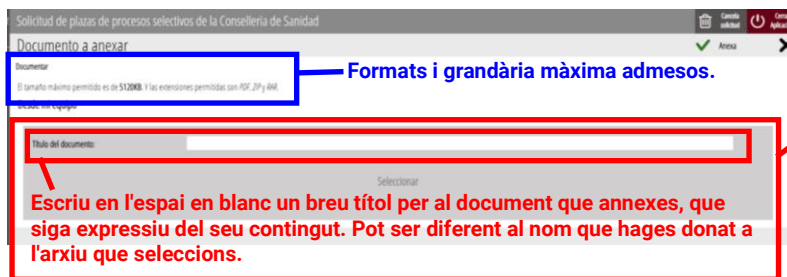 Solicitud de plazas de procesos selectivos de la Conselleria de Sanidad
Cancela solicitud
Documento a anexar
Anexa
Documentar
El tamaño máximo permitido es de 5120KB. Y las extensiones permitidas son PDF, ZIP y RAR.
Formats i grandària màxima admesos.
Desde mi equipo
Título del documento:
Seleccionar
Escriu en l'espai en blanc un breu títol per al document que annexes, que
siga expressiu del seu contingut. Pot ser diferent al nom que hages donat a
l'arxiu que seleccions.